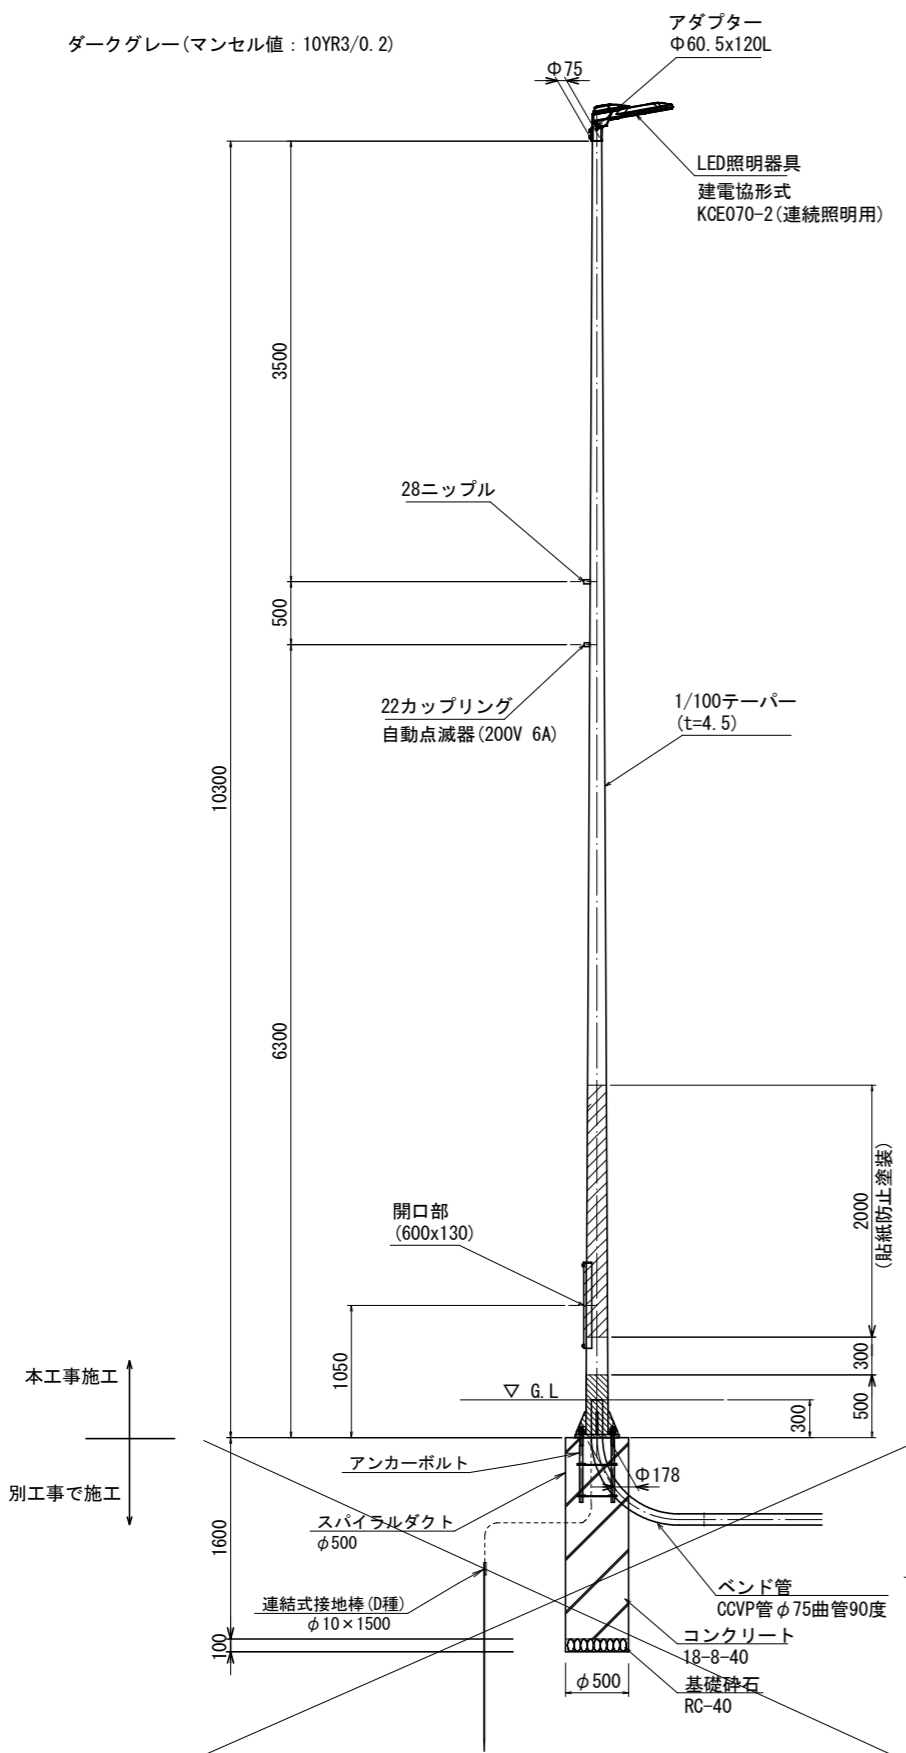 ダークグレー(マンセル値：10YR3/0.2)
アダプター
Φ60.5x120L
Φ75
LED照明器具
建電協形式
KCE070-2(連続照明用)
3500
28ニップル
500
22カップリング
自動点滅器(200V 6A)
1/100テーパー
(t=4.5)
10300
6300
2000
(貼紙防止塗装)
開口部
(600x130)
1050
300
500
本工事施工
▽ G.L
300
アンカーボルト
別工事で施工
Φ178
1600
スパイラルダクト
φ500
ベンド管
CCVP管φ75曲管90度
連結式接地棒(D種)
φ10×1500
コンクリート
18-8-40
100
φ500
基礎砕石
RC-40